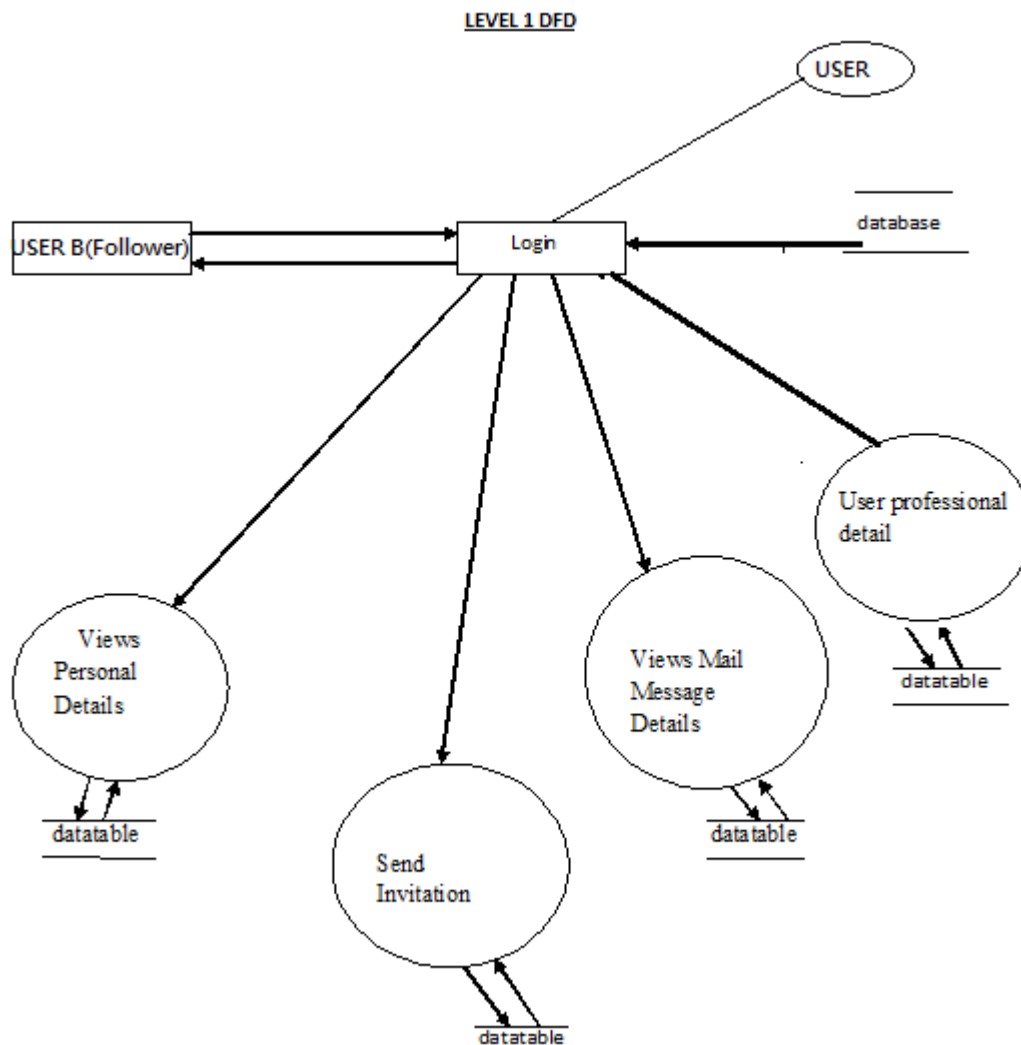 LEVEL 1 DFD
USER
database
USER B(Follower)
Login
User professional
detail
datatable
Views
Personal
Details
Views Mail
Message
Details
datatable
datatable
Send
Invitation
datatable